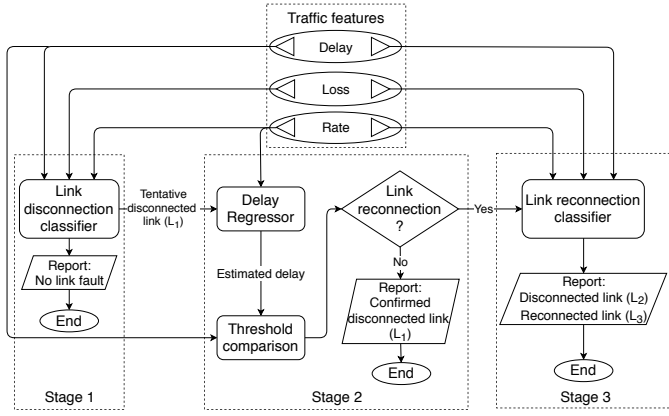 Traffic features
Delay
Loss
Rate
Link
disconnection
classifier
Tentative
disconnected
link (L1)
Delay
Regressor
Link
reconnection
?
Yes
Link reconnection
classifier
Report:
No link fault
End
Estimated delay
No
Report:
Confirmed
disconnected link
(L1)
Report:
Disconnected link (L2)
Reconnected link (L3)
Threshold
comparison
End
End
Stage 1
Stage 2
Stage 3